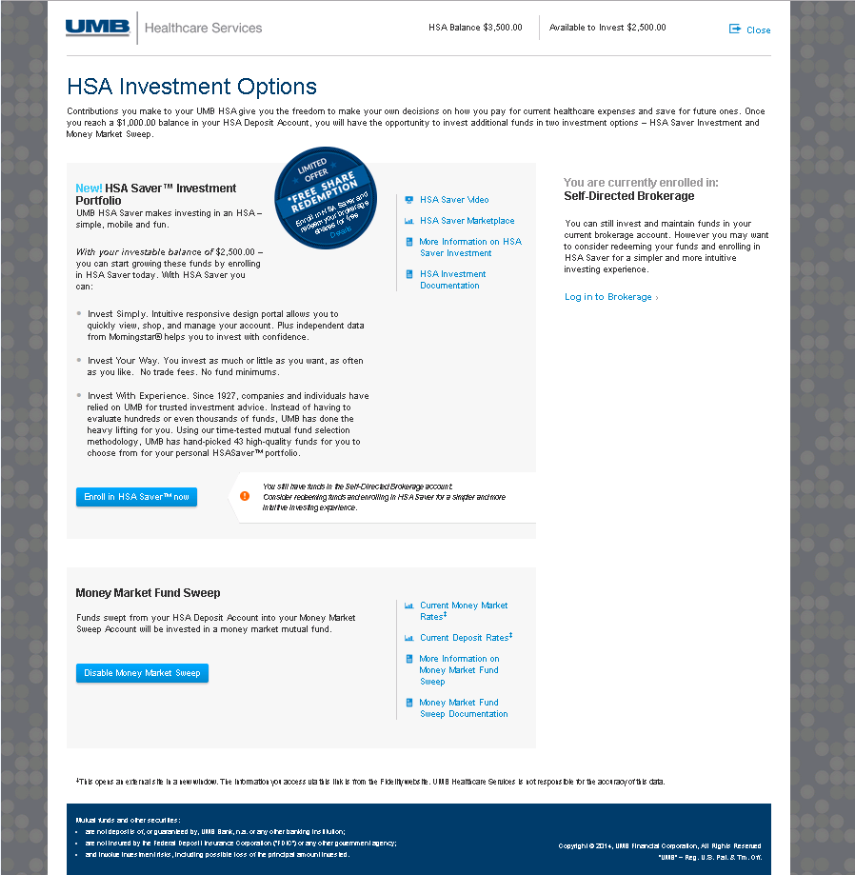 UMB Healthcare Services
HSA Balance $3,500.00
Available to Invest $2,500.00
Close
HSA Investment Options
Contributions you make to your UMB HSA give you the freedom to make your own decisions on how you pay for current healthcare expenses and save for future ones. Once
you reach a $1,000.00 balance in your HSA Deposit Account, you will have the opportunity to invest additional funds in two investment options – HSA Saver Investment and
Money Market Sweep.
New! HSA Saver™ Investment
Portfolio
UMB HSA Saver makes investing in an HSA –
simple, mobile and fun.
With your investable balance of $2,500.00 –
you can start growing these funds by enrolling
in HSA Saver today. With HSA Saver you
can:
LIMITED
OFFER
*FREE SHARE
REDEMPTION
Enroll in HSA Saver and
redeem your brokerage
shares for free
Details
HSA Saver Video
HSA Saver Marketplace
More Information on HSA
Saver Investment
HSA Investment
Documentation
• Invest Simply. Intuitive responsive design portal allows you to
quickly view, shop, and manage your account. Plus independent data
from Morningstar® helps you to invest with confidence.
• Invest Your Way. You invest as much or little as you want, as often
as you like. No trade fees. No fund minimums.
• Invest With Experience. Since 1927, companies and individuals have
relied on UMB for trusted investment advice. Instead of having to
evaluate hundreds or even thousands of funds, UMB has done the
heavy lifting for you. Using our time-tested mutual fund selection
methodology, UMB has hand-picked 43 high-quality funds for you to
choose from for your personal HSASaver™ portfolio.
Enroll in HSA Saver™ now
You still have funds in the Self-Directed Brokerage account.
Consider redeeming funds and enrolling in HSA Saver for a simpler and more
intuitive investing experience.
You are currently enrolled in:
Self-Directed Brokerage
You can still invest and maintain funds in your
current brokerage account. However you may want
to consider redeeming your funds and enrolling in
HSA Saver for a simpler and more intuitive
investing experience.
Log in to Brokerage ›
Money Market Fund Sweep
Funds swept from your HSA Deposit Account into your Money Market
Sweep Account will be invested in a money market mutual fund.
Disable Money Market Sweep
Current Money Market
Rates‡
Current Deposit Rates‡
More Information on
Money Market Fund
Sweep
Money Market Fund
Sweep Documentation
‡This opens an external site in a new window. The information you access via this link is from the Fidelity website. UMB Healthcare Services is not responsible for the accuracy of this data.
Mutual funds and other securities:
• are not deposits of, or guaranteed by, UMB Bank, n.a. or any other banking institution;
• are not insured by the Federal Deposit Insurance Corporation ("FDIC") or any other government agency;
• and involve investment risks, including possible loss of the principal amount invested.
Copyright © 2014, UMB Financial Corporation, All Rights Reserved
"UMB" – Reg. U.S. Pat. & Tm. Off.